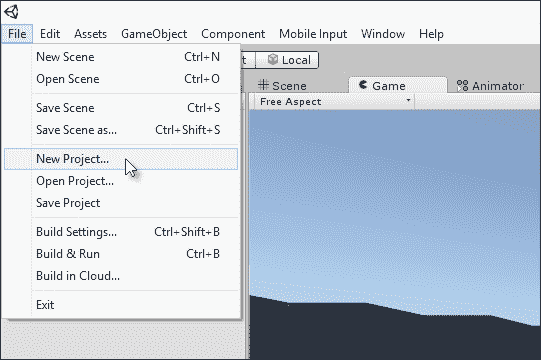 File Edit Assets GameObject Component Mobile Input Window Help
New Scene Ctrl+N
Open Scene Ctrl+O
Save Scene Ctrl+S
Save Scene as... Ctrl+Shift+S
New Project...
Open Project...
Save Project
Build Settings... Ctrl+Shift+B
Build & Run Ctrl+B
Build in Cloud...
Exit
Local
Scene Game Animator
Free Aspect